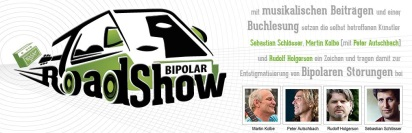 mit musikalischen Beiträgen und einer
Buchlesung setzen die selbst betroffenen Künstler
Sebastian Schlösser, Martin Kolbe [mit Peter Autschbach]
und Rudolf Holgerson ein Zeichen und tragen damit zur
Entstigmatisierung von Bipolaren Störungen bei
BIPOLAR
RoadShow
Martin Kolbe
Peter Autschbach
Rudolf Holgerson
Sebastian Schlösser